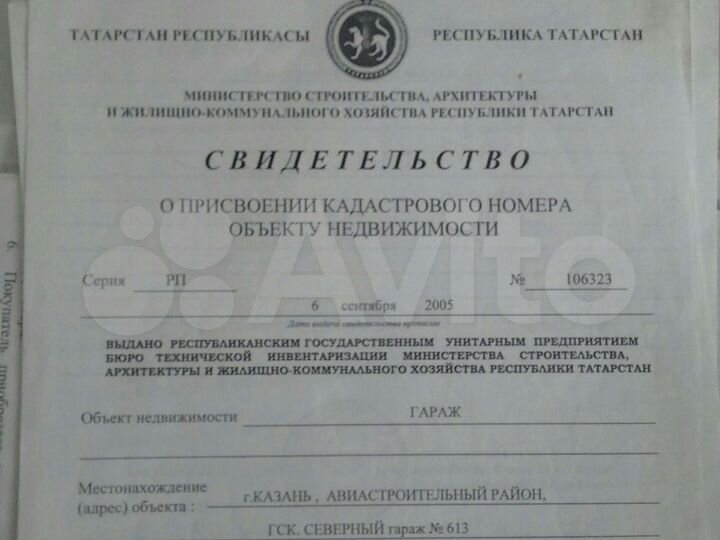 ТАТАРСТАН РЕСПУБЛИКАСЫ РЕСПУБЛИКА ТАТАРСТАН
МИНИСТЕРСТВО СТРОИТЕЛЬСТВА, АРХИТЕКТУРЫ
И ЖИЛИЩНО-КОММУНАЛЬНОГО ХОЗЯЙСТВА РЕСПУБЛИКИ ТАТАРСТАН
СВИДЕТЕЛЬСТВО
О ПРИСВОЕНИИ КАДАСТРОВОГО НОМЕРА
ОБЪЕКТУ НЕДВИЖИМОСТИ
Avito
Серия РП № 106323
6 сентября 2005
Дата выдачи свидетельства прописью
ВЫДАНО РЕСПУБЛИКАНСКИМ ГОСУДАРСТВЕННЫМ УНИТАРНЫМ ПРЕДПРИЯТИЕМ
БЮРО ТЕХНИЧЕСКОЙ ИНВЕНТАРИЗАЦИИ МИНИСТЕРСТВА СТРОИТЕЛЬСТВА,
АРХИТЕКТУРЫ И ЖИЛИЩНО-КОММУНАЛЬНОГО ХОЗЯЙСТВА РЕСПУБЛИКИ ТАТАРСТАН
Объект недвижимости ГАРАЖ
Местонахождение
(адрес) объекта : г.КАЗАНЬ , АВИАСТРОИТЕЛЬНЫЙ РАЙОН,
ГСК. СЕВЕРНЫЙ гараж № 613
6. Покупатель